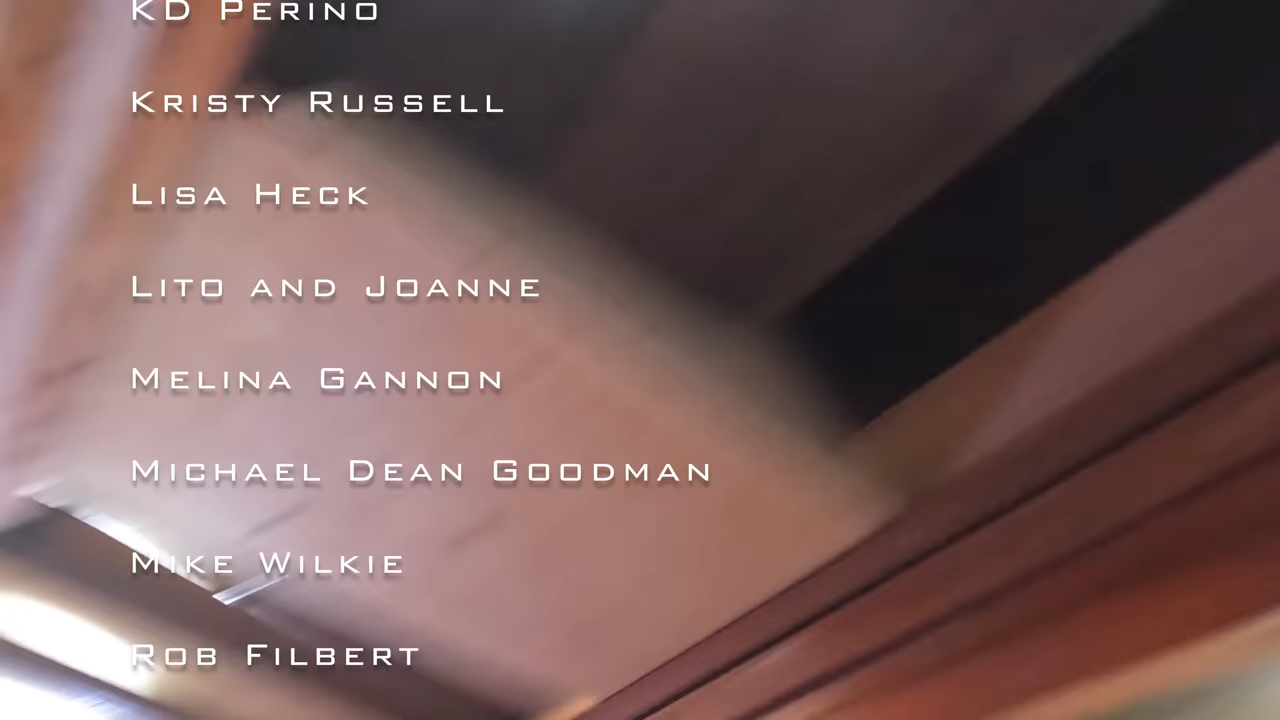 KD Perino
Kristy Russell
Lisa Heck
Lito and Joanne
Melina Gannon
Michael Dean Goodman
Mike Wilkie
Rob Filbert